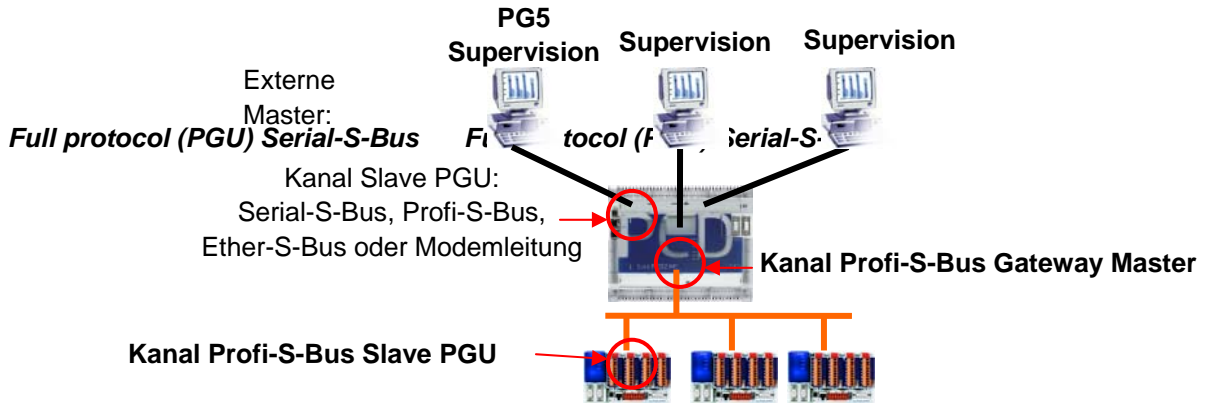 PG5
Supervision
Supervision
Supervision
Externe
Master:
Full protocol (PGU) Serial-S-Bus
Kanal Slave PGU:
Serial-S-Bus, Profi-S-Bus,
Ether-S-Bus oder Modemleitung
PCD
Kanal Profi-S-Bus Gateway Master
Kanal Profi-S-Bus Slave PGU